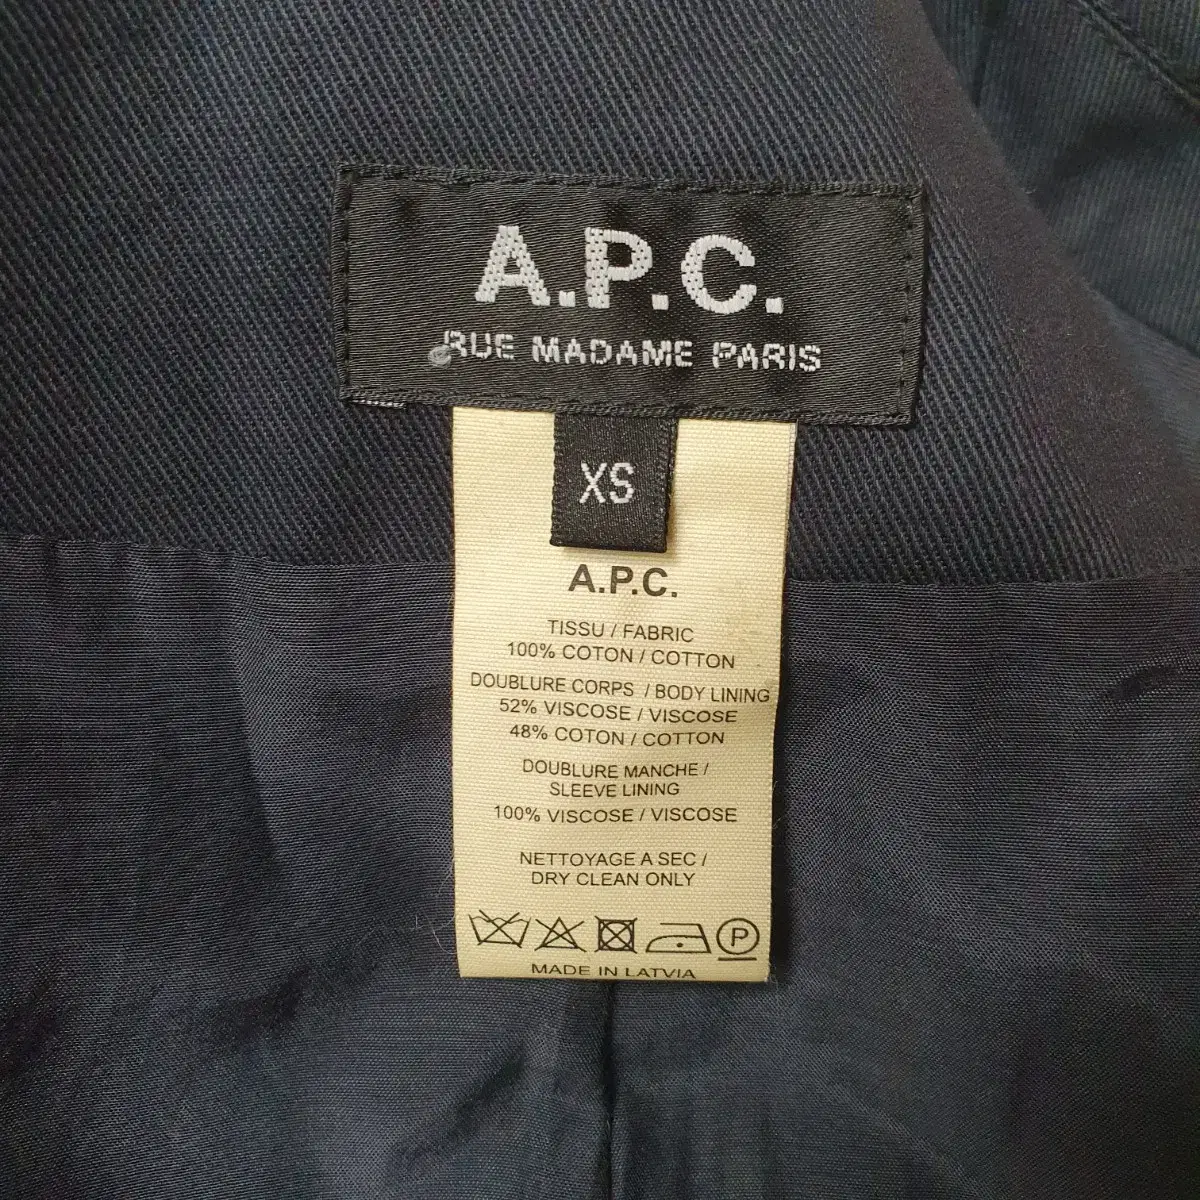 A.P.C.
RUE MADAME PARIS
XS
A.P.C.
TISSU / FABRIC
100% COTON / COTTON
DOUBLURE CORPS / BODY LINING
52% VISCOSE / VISCOSE
48% COTON / COTTON
DOUBLURE MANCHE /
SLEEVE LINING
100% VISCOSE / VISCOSE
NETTOYAGE A SEC /
DRY CLEAN ONLY
P
MADE IN LATVIA